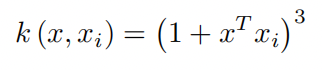 k (x, x_i) = (1 + x^T x_i)^3